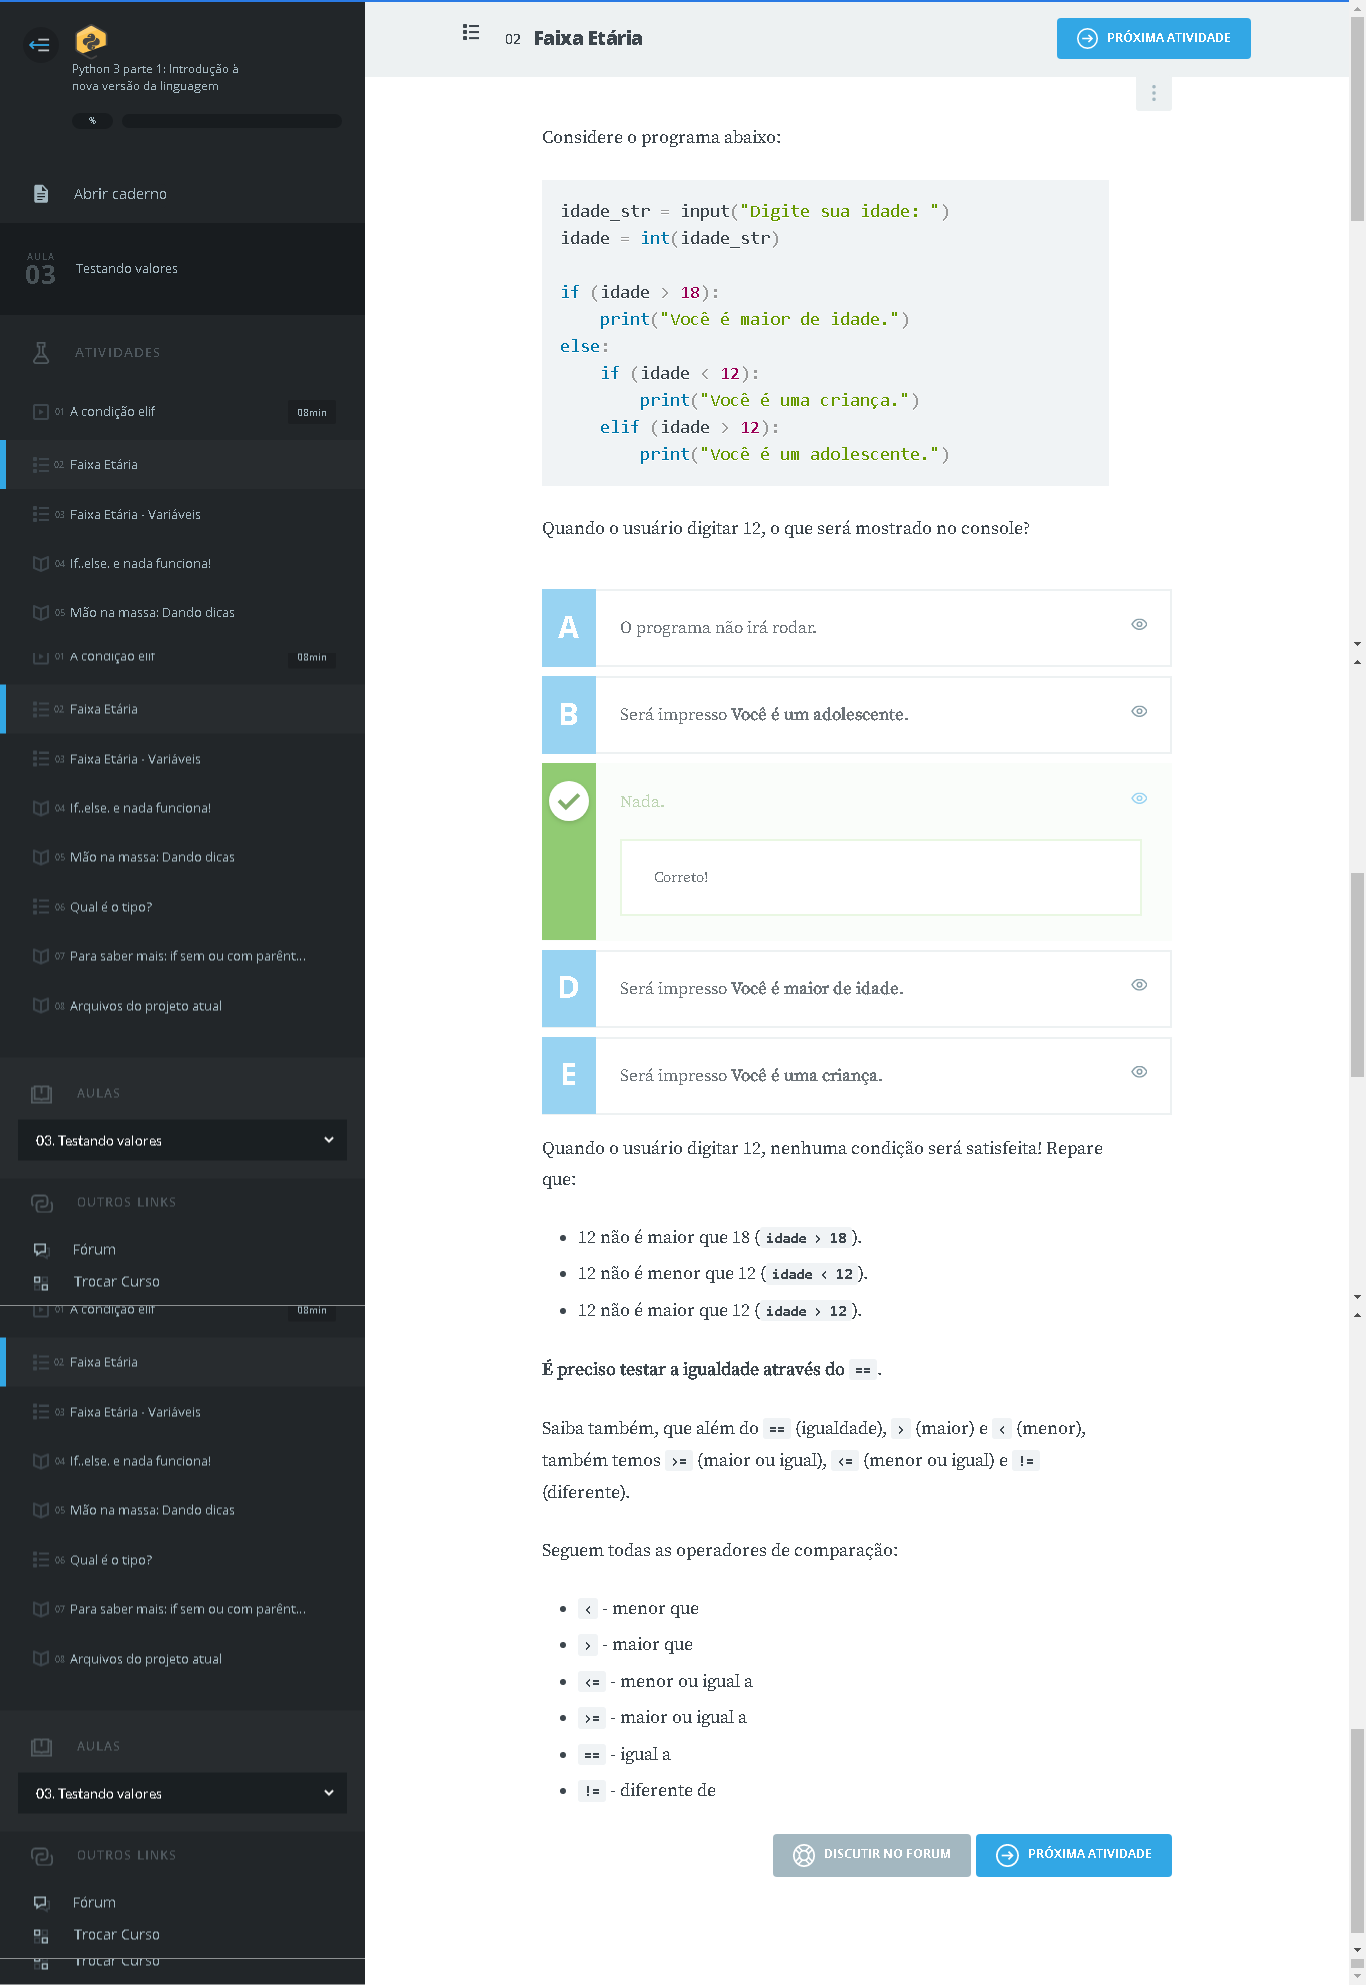 Python 3 parte 1: Introdução à
nova versão da linguagem
%
Abrir caderno
AULA
03
Testando valores
ATIVIDADES
01 A condição elif 08min
02 Faixa Etária
03 Faixa Etária - Variáveis
04 If..else. e nada funciona!
05 Mão na massa: Dando dicas
01 A condição elif 08min
02 Faixa Etária
03 Faixa Etária - Variáveis
04 If..else. e nada funciona!
05 Mão na massa: Dando dicas
06 Qual é o tipo?
07 Para saber mais: if sem ou com parênt...
08 Arquivos do projeto atual
AULAS
03. Testando valores
OUTROS LINKS
Fórum
Trocar Curso
01 A condição elif 08min
02 Faixa Etária
03 Faixa Etária - Variáveis
04 If..else. e nada funciona!
05 Mão na massa: Dando dicas
06 Qual é o tipo?
07 Para saber mais: if sem ou com parênt...
08 Arquivos do projeto atual
AULAS
03. Testando valores
OUTROS LINKS
Fórum
Trocar Curso
Trocar Curso
02 Faixa Etária
PRÓXIMA ATIVIDADE
Considere o programa abaixo:
idade_str = input("Digite sua idade: ")
idade = int(idade_str)
if (idade > 18):
    print("Você é maior de idade.")
else:
    if (idade < 12):
        print("Você é uma criança.")
    elif (idade > 12):
        print("Você é um adolescente.")
Quando o usuário digitar 12, o que será mostrado no console?
A O programa não irá rodar.
B Será impresso Você é um adolescente.
Nada.
Correto!
D Será impresso Você é maior de idade.
E Será impresso Você é uma criança.
Quando o usuário digitar 12, nenhuma condição será satisfeita! Repare
que:
• 12 não é maior que 18 ( idade > 18 ).
• 12 não é menor que 12 ( idade < 12 ).
• 12 não é maior que 12 ( idade > 12 ).
É preciso testar a igualdade através do == .
Saiba também, que além do == (igualdade), > (maior) e < (menor),
também temos >= (maior ou igual), <= (menor ou igual) e !=
(diferente).
Seguem todas as operadores de comparação:
• < - menor que
• > - maior que
• <= - menor ou igual a
• >= - maior ou igual a
• == - igual a
• != - diferente de
DISCUTIR NO FORUM
PRÓXIMA ATIVIDADE